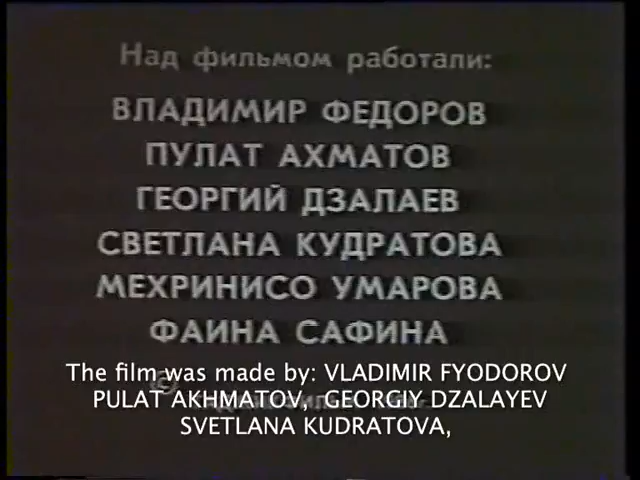 Над фильмом работали:
ВЛАДИМИР ФЕДОРОВ
ПУЛАТ АХМАТОВ
ГЕОРГИЙ ДЗАЛАЕВ
СВЕТЛАНА КУДРАТОВА
МЕХРИНИСО УМАРОВА
ФАИНА САФИНА
©
The film was made by: VLADIMIR FYODOROV
PULAT AKHMATOV, GEORGIY DZALAYEV
SVETLANA KUDRATOVA,